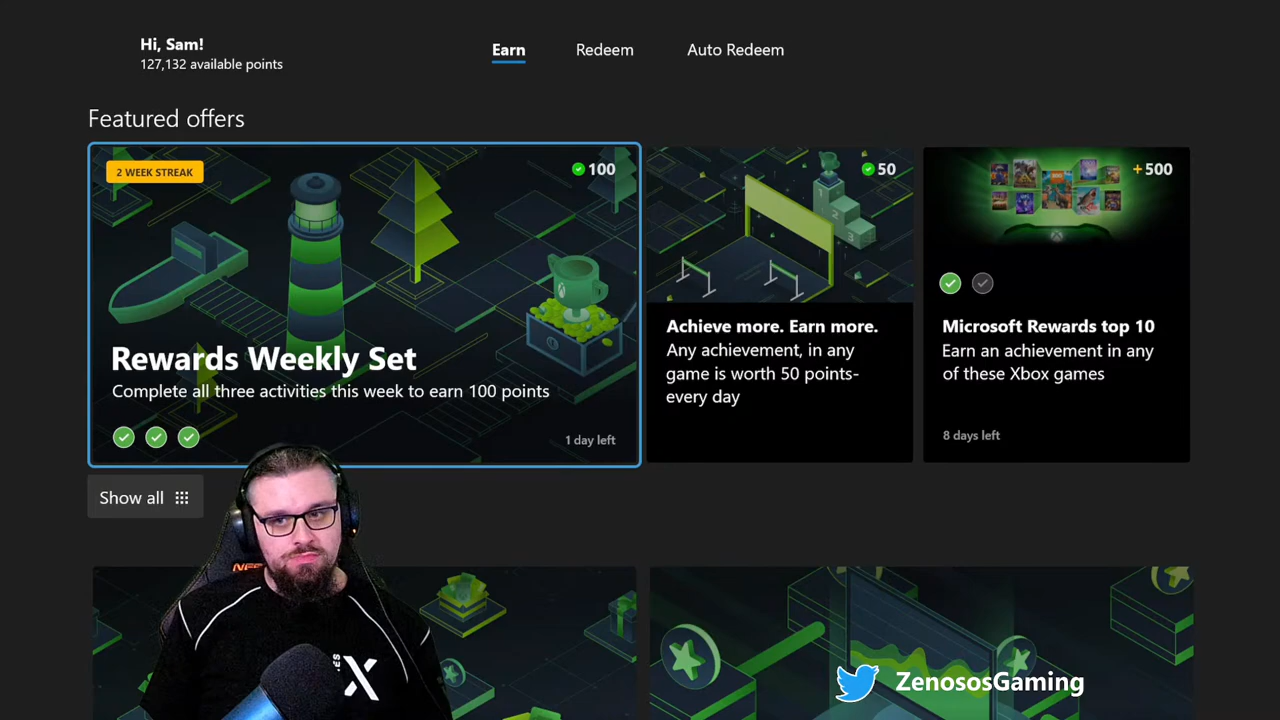 Hi, Sam!
127,132 available points
Earn
Redeem
Auto Redeem
Featured offers
2 WEEK STREAK
100
Rewards Weekly Set
Complete all three activities this week to earn 100 points
1 day left
50
Achieve more. Earn more.
Any achievement, in any
game is worth 50 points-
every day
+500
Microsoft Rewards top 10
Earn an achievement in any
of these Xbox games
8 days left
Show all
ZenososGaming